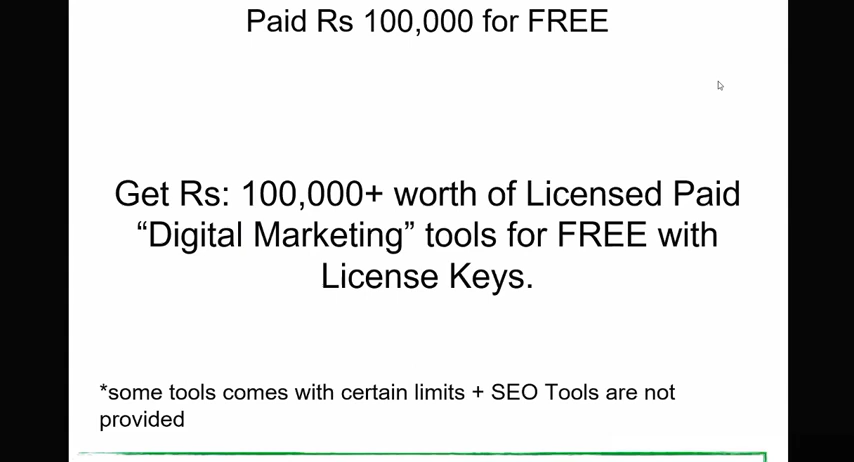 Paid Rs 100,000 for FREE
Get Rs: 100,000+ worth of Licensed Paid
“Digital Marketing” tools for FREE with
License Keys.
*some tools comes with certain limits + SEO Tools are not
provided